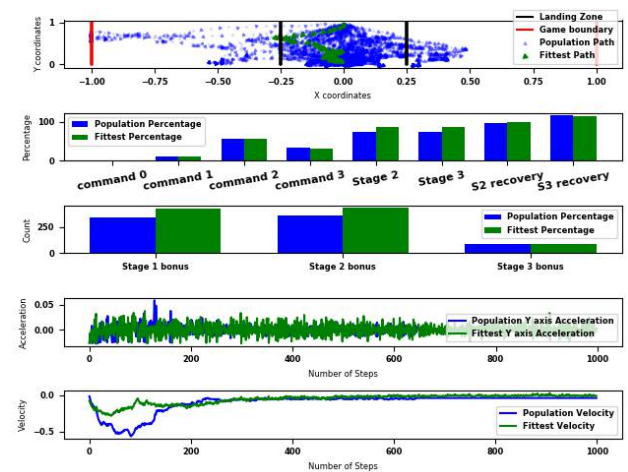 1
0
Y coordinates
−1.00
−0.75
−0.50
−0.25
0.00
0.25
0.50
0.75
1.00
X coordinates
Landing Zone
Game boundary
Population Path
Fittest Path
100
0
Percentage
Population Percentage
Fittest Percentage
command 0
command 1
command 2
command 3
Stage 2
Stage 3
S2 recovery
S3 recovery
250
0
Count
Population Percentage
Fittest Percentage
Stage 1 bonus
Stage 2 bonus
Stage 3 bonus
0.05
0.00
Acceleration
Population Y axis Acceleration
Fittest Y axis Acceleration
0
200
400
600
800
1000
Number of Steps
0.0
−0.5
Velocity
Population Velocity
Fittest Velocity
0
200
400
600
800
1000
Number of Steps